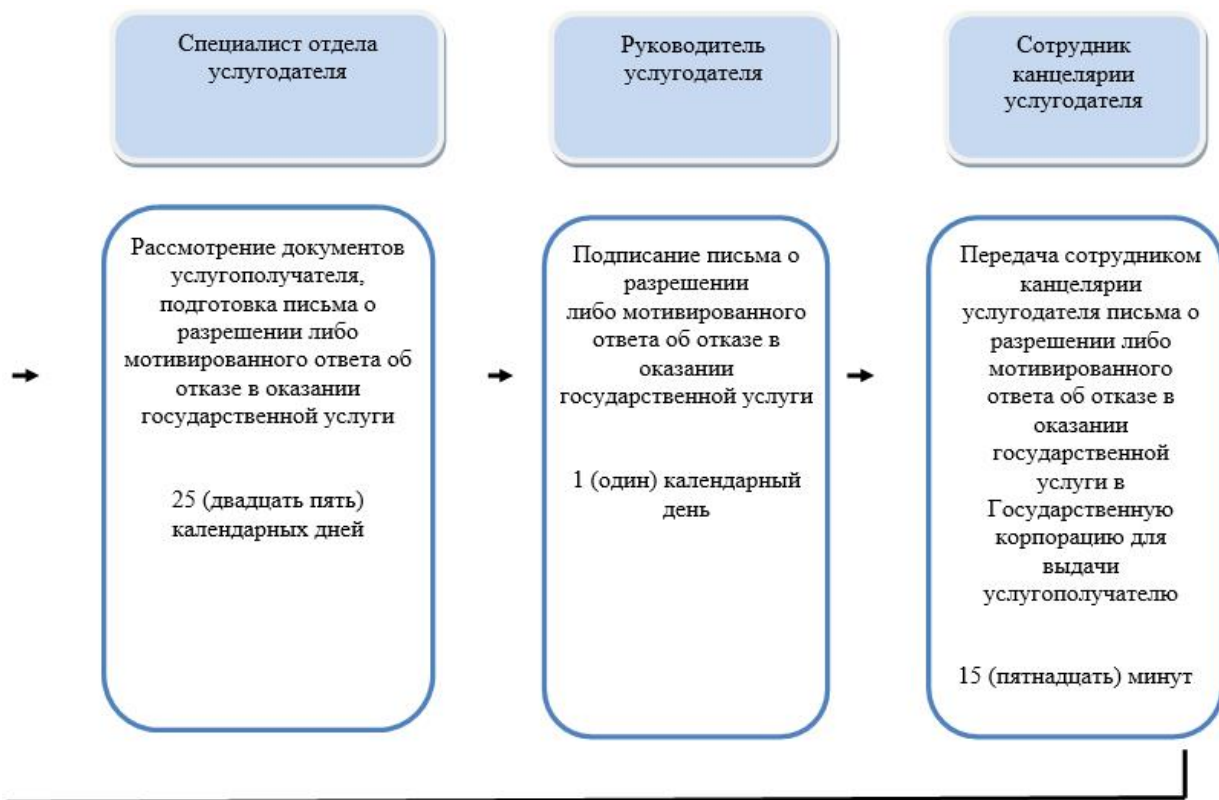 Специалист отдела
услугодателя
Руководитель
услугодателя
Сотрудник
канцелярии
услугодателя
Рассмотрение документов
услугополучателя,
подготовка письма о
разрешении либо
мотивированного ответа об
отказе в оказании
государственной услуги
25 (двадцать пять)
календарных дней
Подписание письма о
разрешении
либо мотивированного
ответа об отказе в
оказании
государственной услуги
1 (один) календарный
день
Передача сотрудником
канцелярии
услугодателя письма о
разрешении либо
мотивированного
ответа об отказе в
оказании
государственной
услуги в
Государственную
корпорацию для
выдачи
услугополучателю
15 (пятнадцать) минут